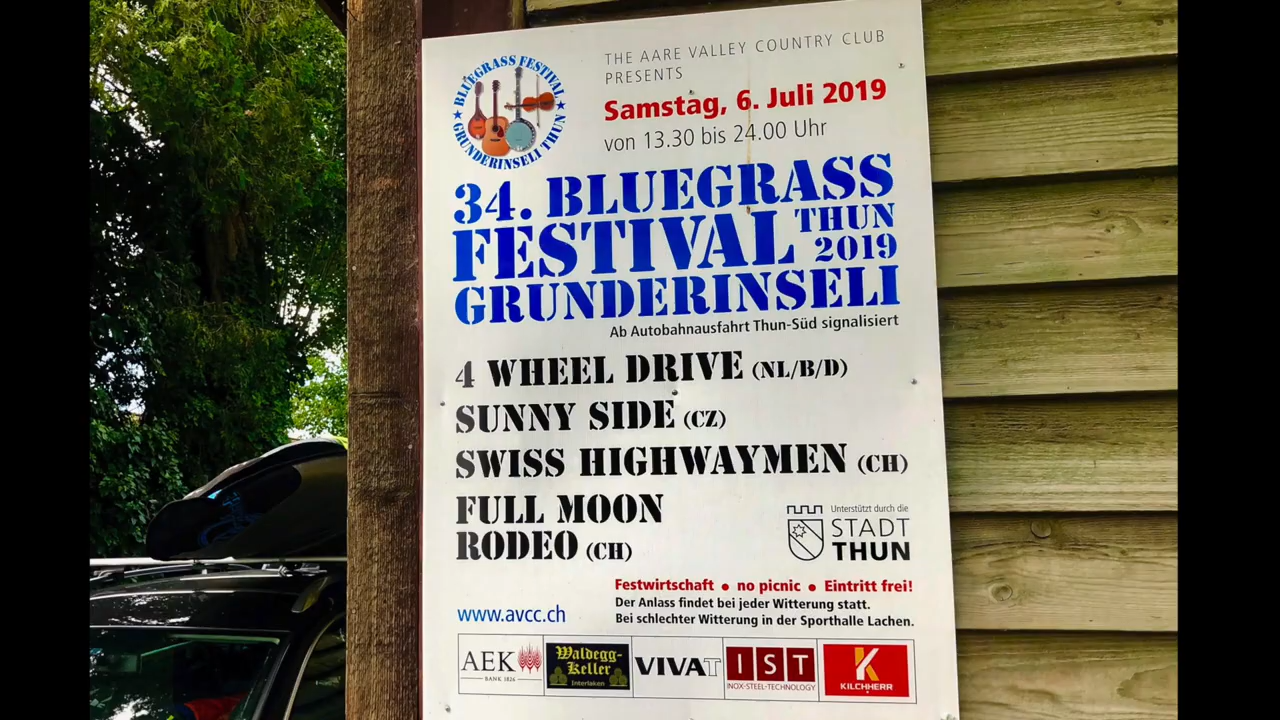 BLUEGRASS FESTIVAL
GRUNDERINSELI THUN
THE AARE VALLEY COUNTRY CLUB
PRESENTS
Samstag, 6. Juli 2019
von 13.30 bis 24.00 Uhr
34. BLUEGRASS
FESTIVAL THUN
2019
GRUNDERINSELI
Ab Autobahnausfahrt Thun-Süd signalisiert
4 WHEEL DRIVE (NL/B/D)
SUNNY SIDE (CZ)
SWISS HIGHWAYMEN (CH)
FULL MOON
RODEO (CH)
Unterstützt durch die
STADT
THUN
Festwirtschaft • no picnic • Eintritt frei!
Der Anlass findet bei jeder Witterung statt.
Bei schlechter Witterung in der Sporthalle Lachen.
www.avcc.ch
AEK
BANK 1826
Waldegg-
Keller
Interlaken
VIVAT
IST
INOX-STEEL-TECHNOLOGY
K
KILCHHERR